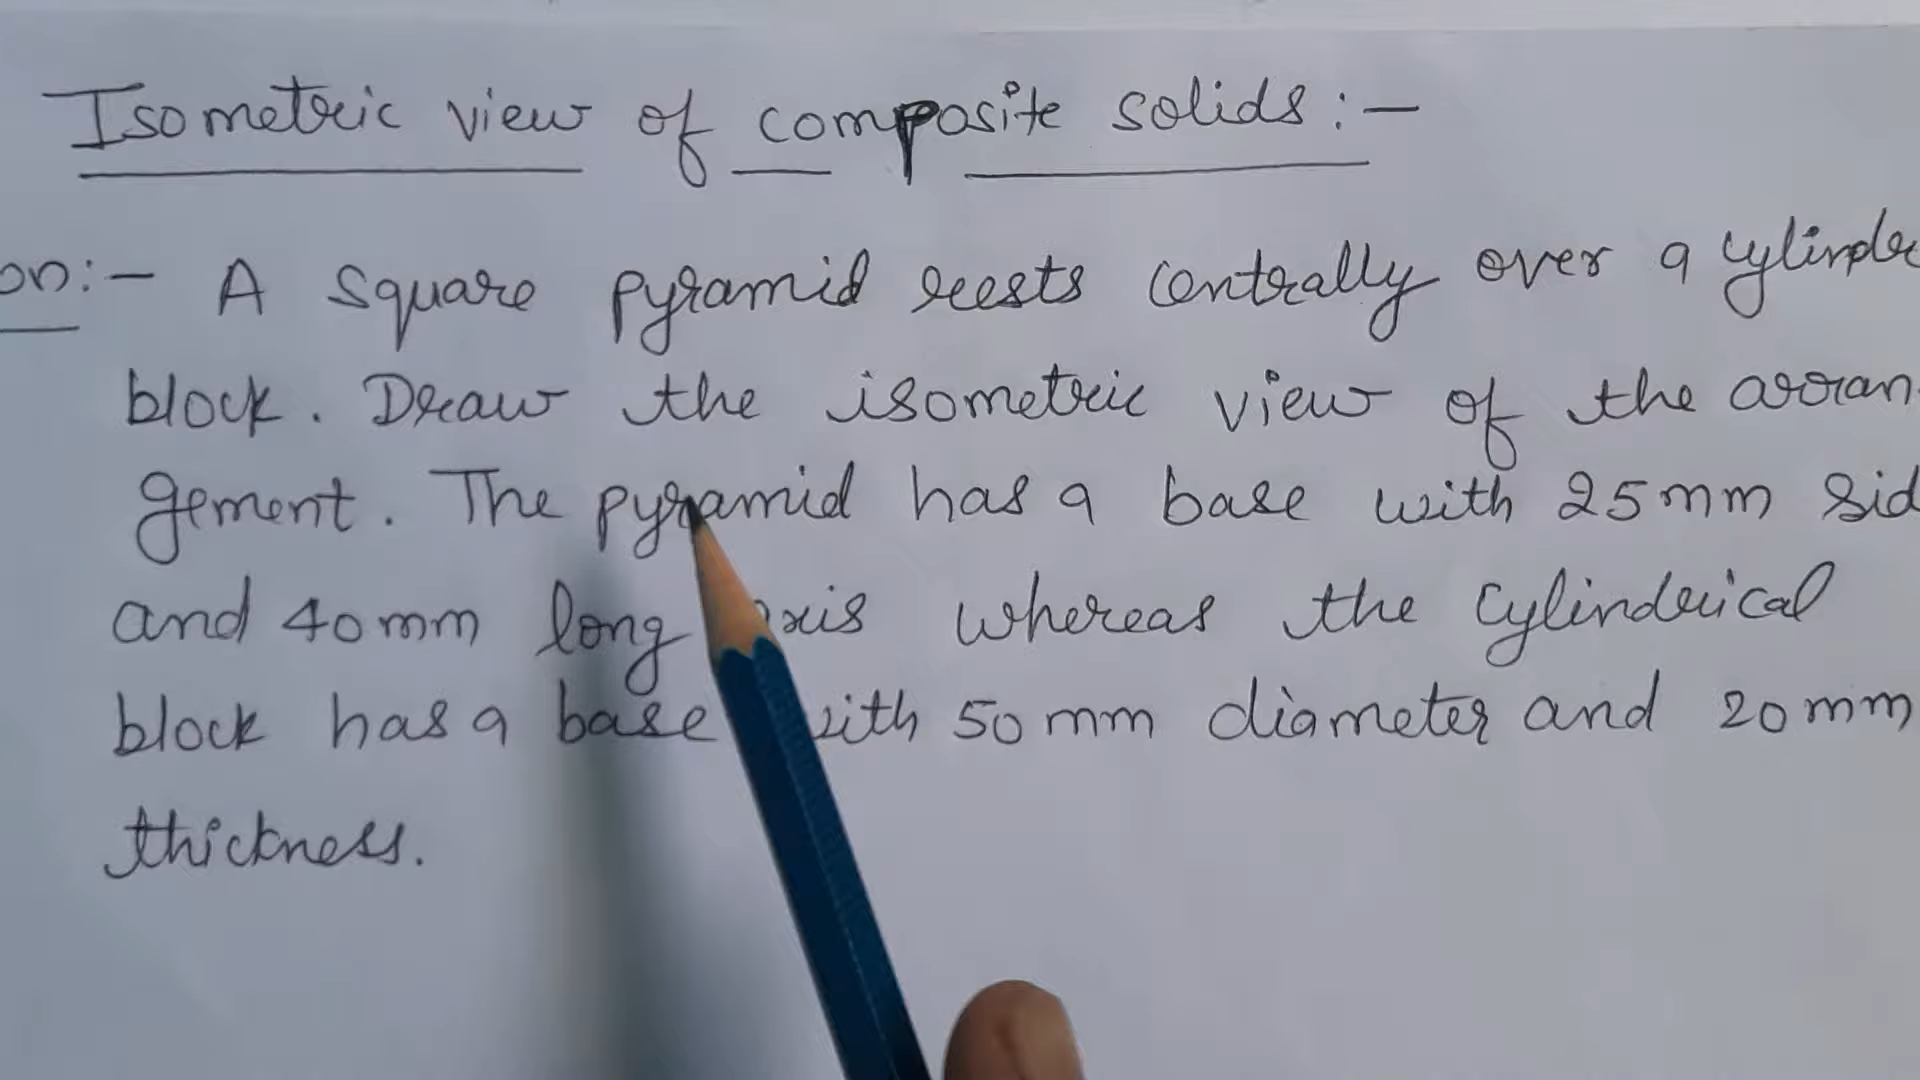 Isometric view of composite solids:-
on:- A square pyramid rests centrally over a cylindr
block. Draw the isometric view of the arran-
gement. The pyramid has a base with 25mm sid
and 40mm long axis whereas the cylindrical
block has a base with 50mm diameter and 20mm
thickness.